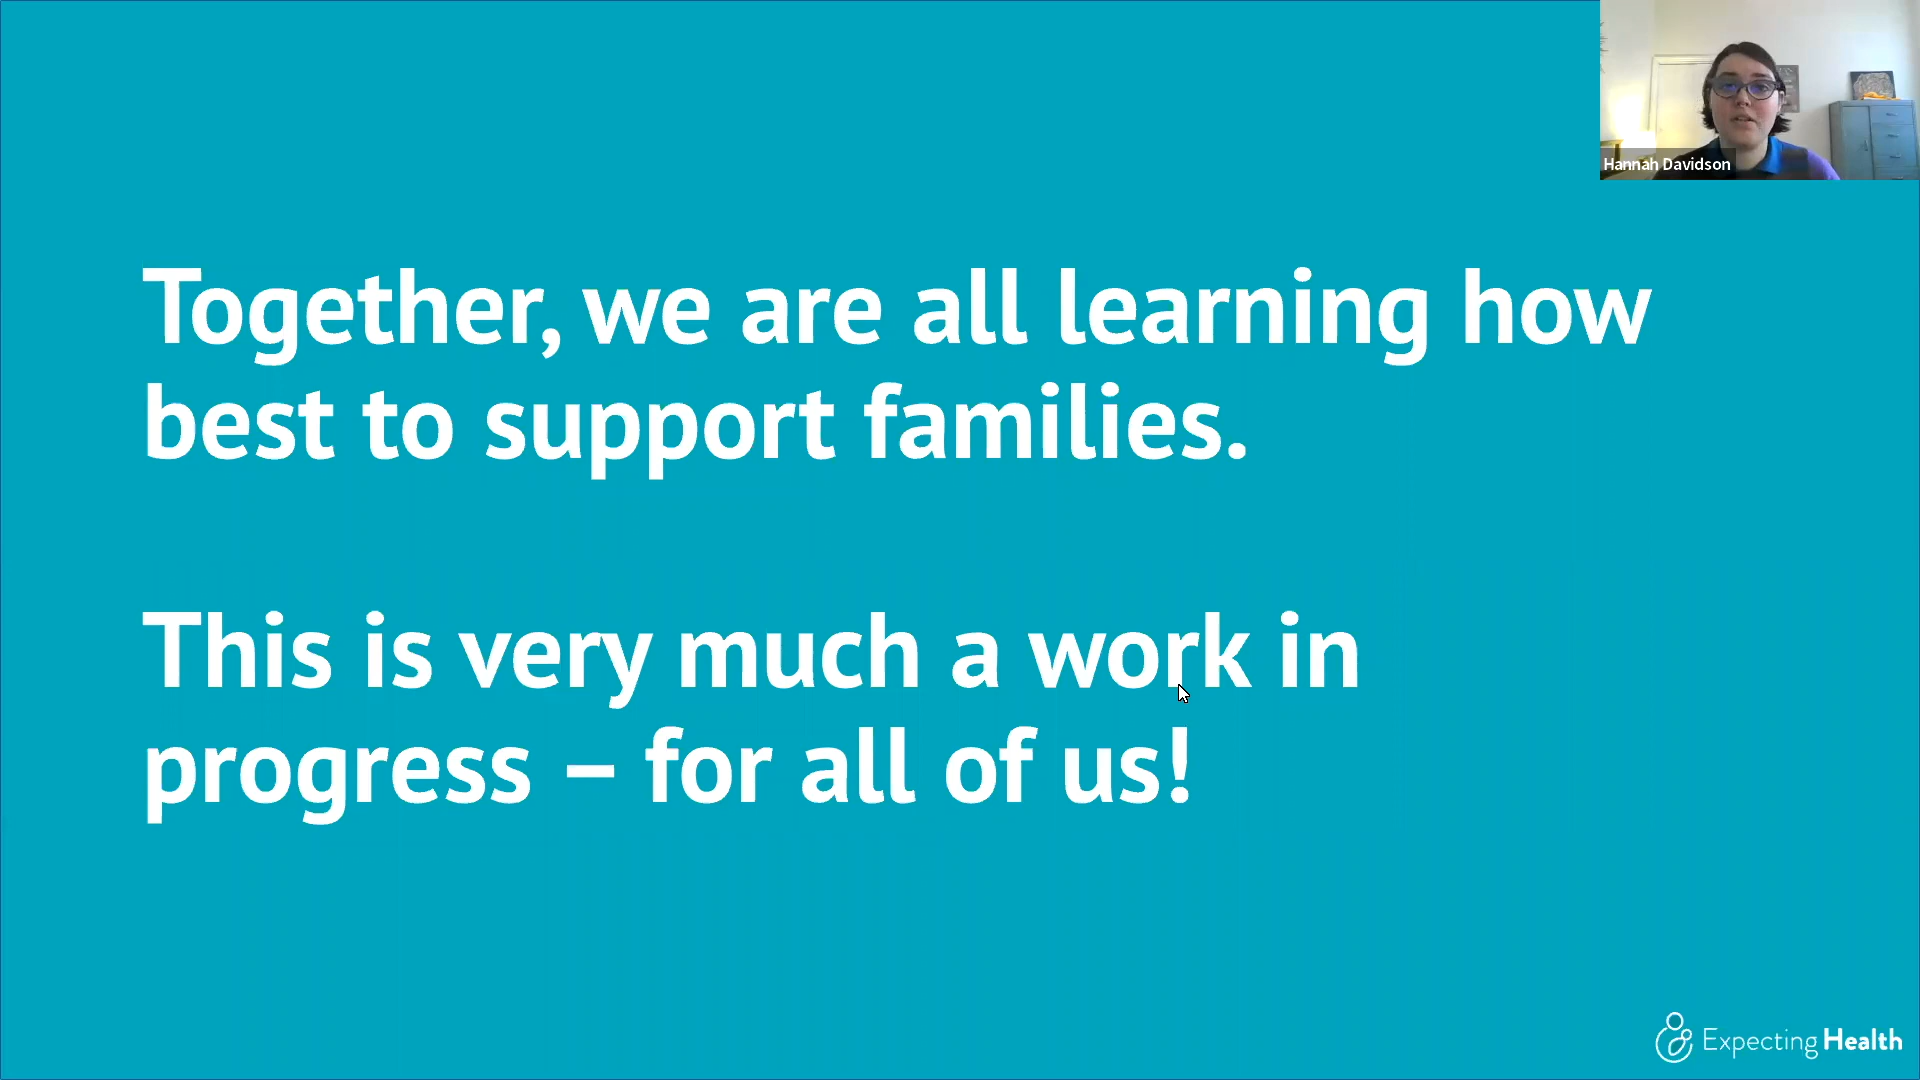 Hannah Davidson
Together, we are all learning how
best to support families.
This is very much a work in
progress – for all of us!
Expecting Health